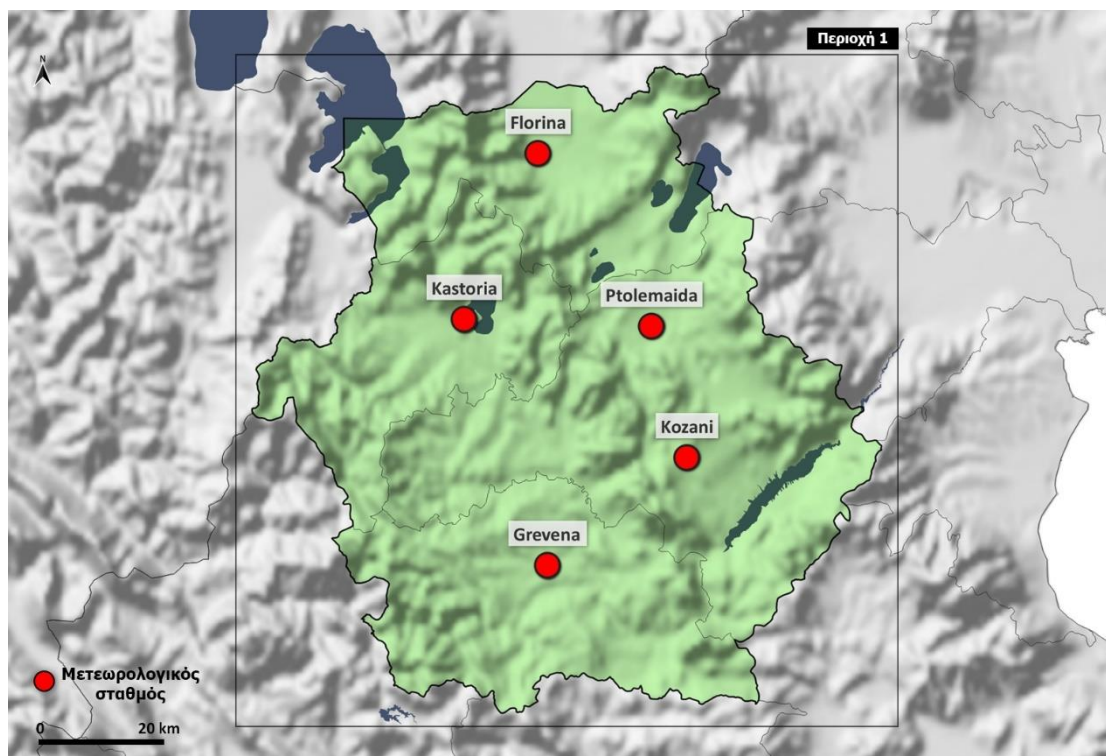 Περιοχή 1
N
Florina
Kastoria
Ptolemaida
Kozani
Grevena
Μετεωρολογικός
σταθμός
0 20 km